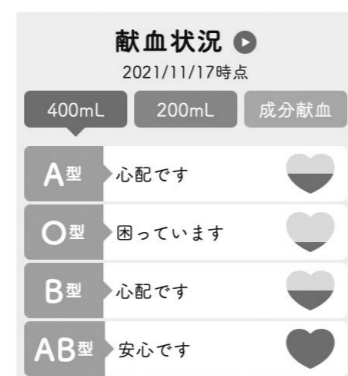 献血状況
2021/11/17時点
400mL 200mL 成分献血
A型 心配です
O型 困っています
B型 心配です
AB型 安心です